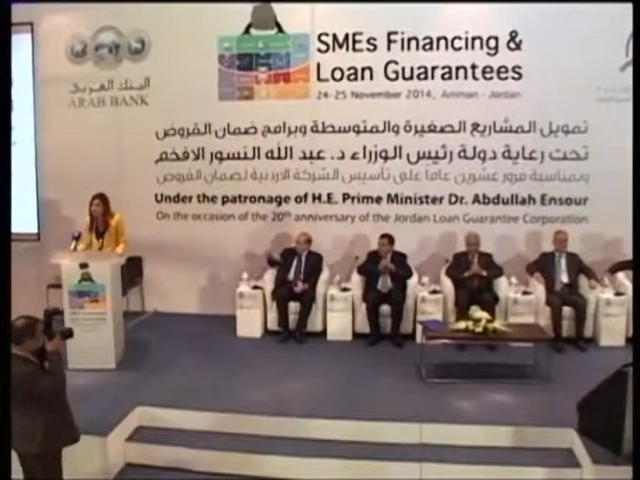 البنك العربي
ARAB BANK
SMEs Financing &
Loan Guarantees
24-25 November 2014, Amman - Jordan
تمويل المشاريع الصغيرة والمتوسطة وبرامج ضمان القروض
تحت رعاية دولة رئيس الوزراء د. عبد الله النسور الافخم
وبمناسبة مرور عشرين عاما على تأسيس الشركة الاردنية لضمان القروض
Under the patronage of H.E. Prime Minister Dr. Abdullah Ensour
On the occasion of the 20th anniversary of the Jordan Loan Guarantee Corporation